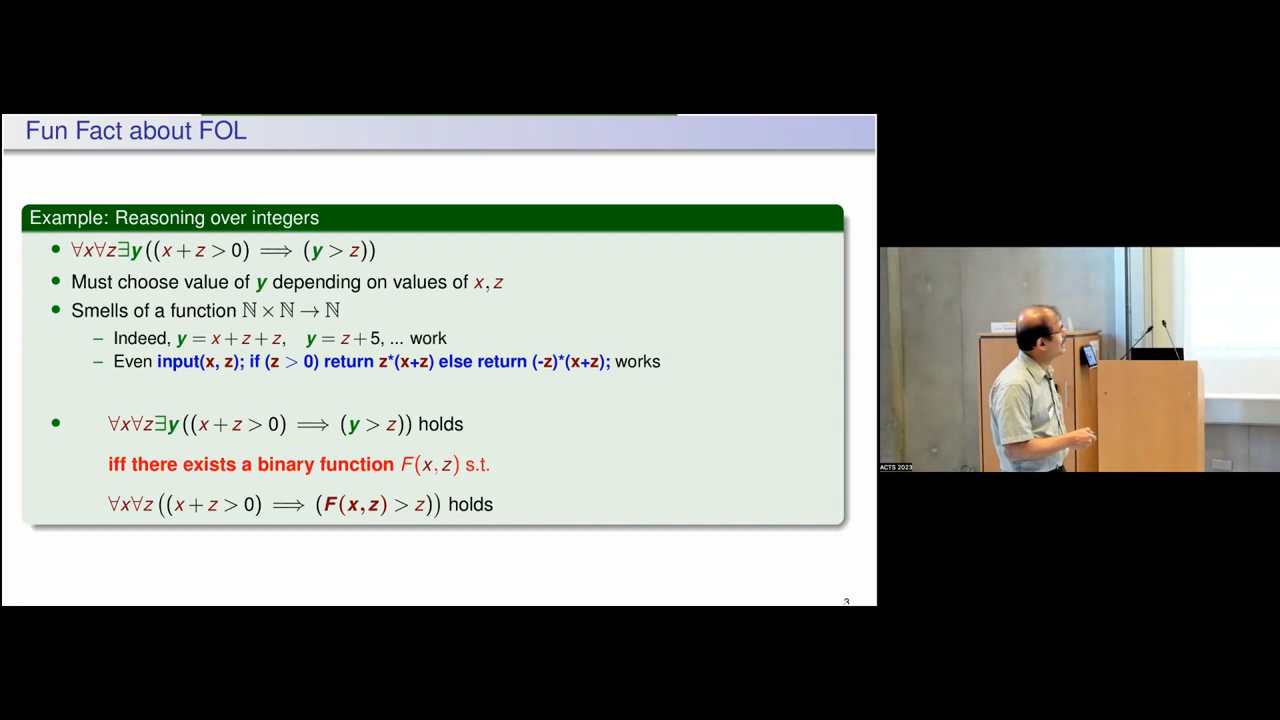 Fun Fact about FOL
Example: Reasoning over integers
• ∀x∀z∃y((x + z > 0) ⟹ (y > z))
• Must choose value of y depending on values of x, z
• Smells of a function ℕ × ℕ → ℕ
– Indeed, y = x + z + z, y = z + 5, ... work
– Even input(x, z); if (z > 0) return z*(x+z) else return (-z)*(x+z); works
• ∀x∀z∃y((x + z > 0) ⟹ (y > z)) holds
iff there exists a binary function F(x, z) s.t.
∀x∀z((x + z > 0) ⟹ (F(x, z) > z)) holds
3
ACTS 2023